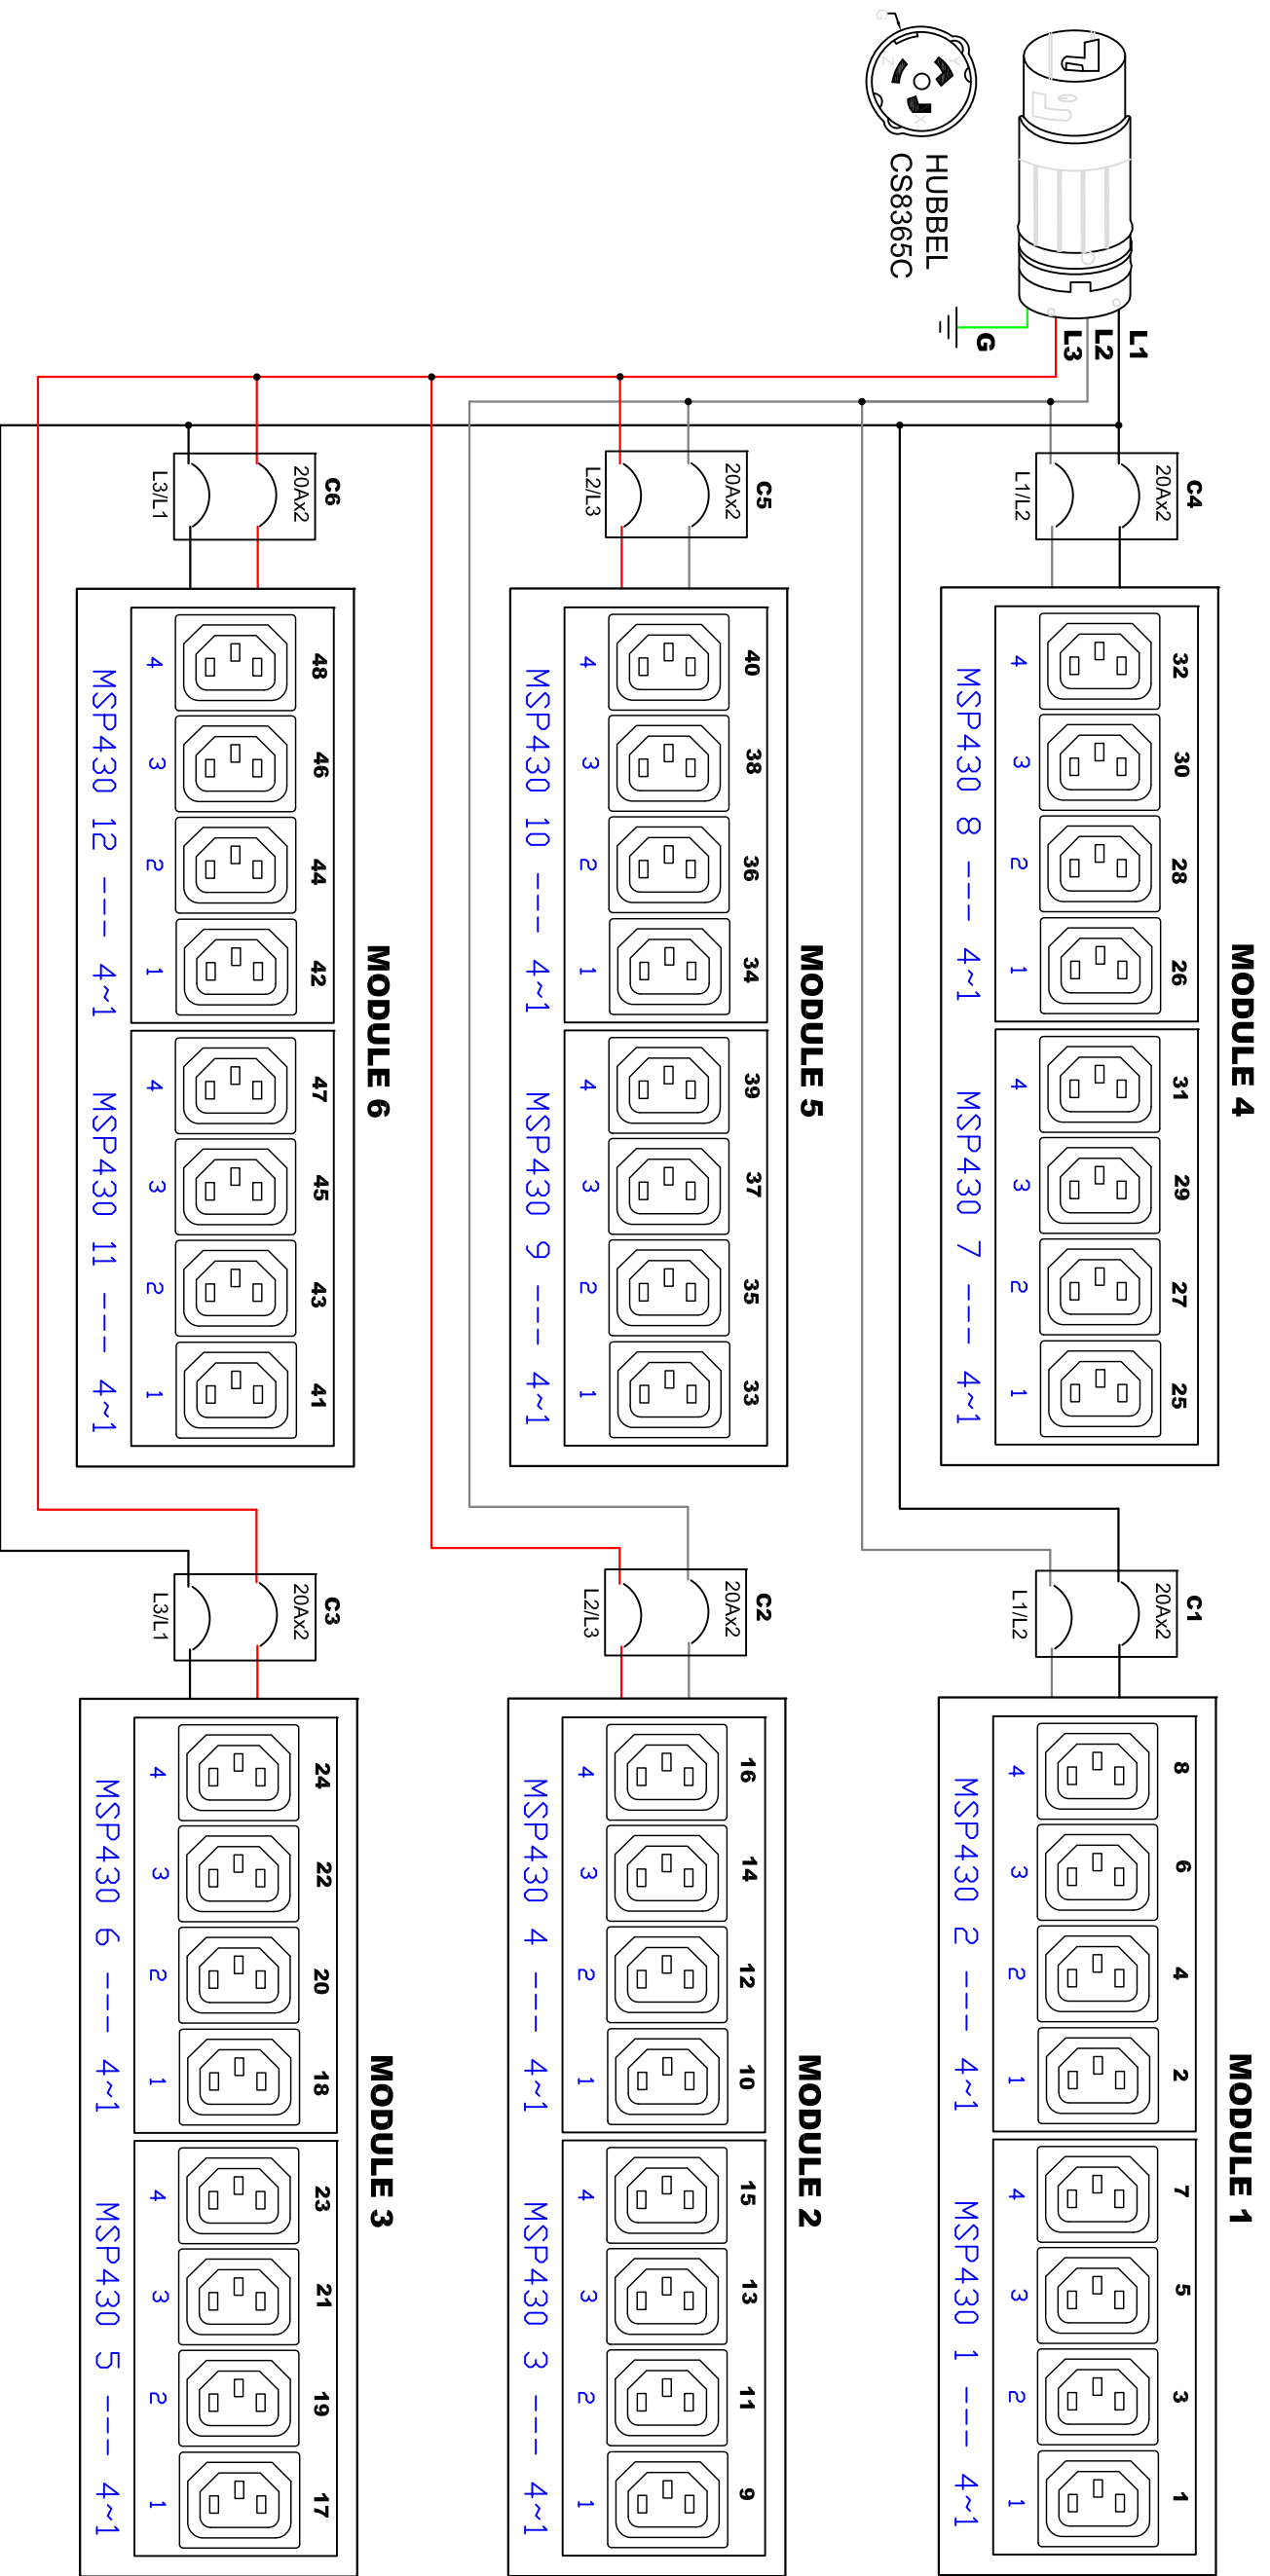 G
Y
Z
X
HUBBEL
CS8365C
L1
L2
L3
G
C4
20Ax2
L1/L2
MODULE 4
32 30 28 26 31 29 27 25
4 3 2 1 4 3 2 1
MSP430 8 --- 4~1 MSP430 7 --- 4~1
C1
20Ax2
L1/L2
MODULE 1
8 6 4 2 7 5 3 1
4 3 2 1 4 3 2 1
MSP430 2 --- 4~1 MSP430 1 --- 4~1
C5
20Ax2
L2/L3
MODULE 5
40 38 36 34 39 37 35 33
4 3 2 1 4 3 2 1
MSP430 10 --- 4~1 MSP430 9 --- 4~1
C2
20Ax2
L2/L3
MODULE 2
16 14 12 10 15 13 11 9
4 3 2 1 4 3 2 1
MSP430 4 --- 4~1 MSP430 3 --- 4~1
C6
20Ax2
L3/L1
MODULE 6
48 46 44 42 47 45 43 41
4 3 2 1 4 3 2 1
MSP430 12 --- 4~1 MSP430 11 --- 4~1
C3
20Ax2
L3/L1
MODULE 3
24 22 20 18 23 21 19 17
4 3 2 1 4 3 2 1
MSP430 6 --- 4~1 MSP430 5 --- 4~1